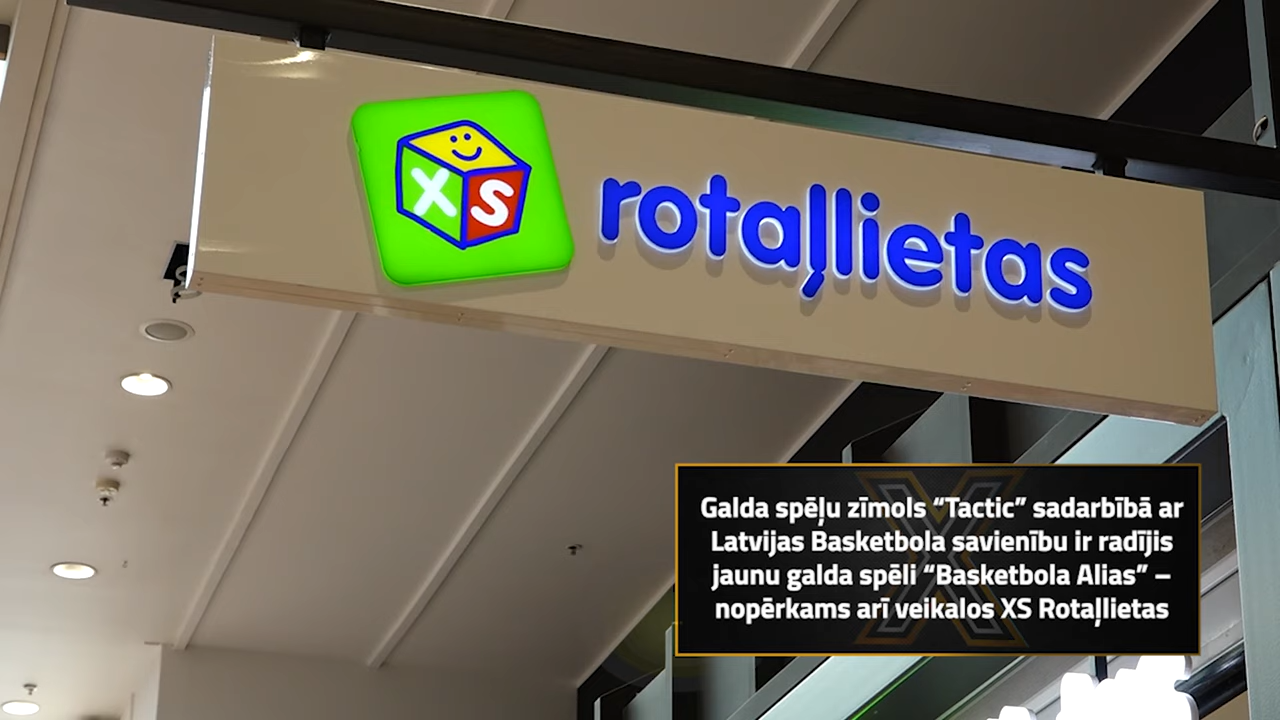 XS rotaļlietas
Galda spēļu zīmols “Tactic” sadarbībā ar
Latvijas Basketbola savienību ir radījis
jaunu galda spēli “Basketbola Alias” –
nopērkams arī veikalos XS Rotaļlietas